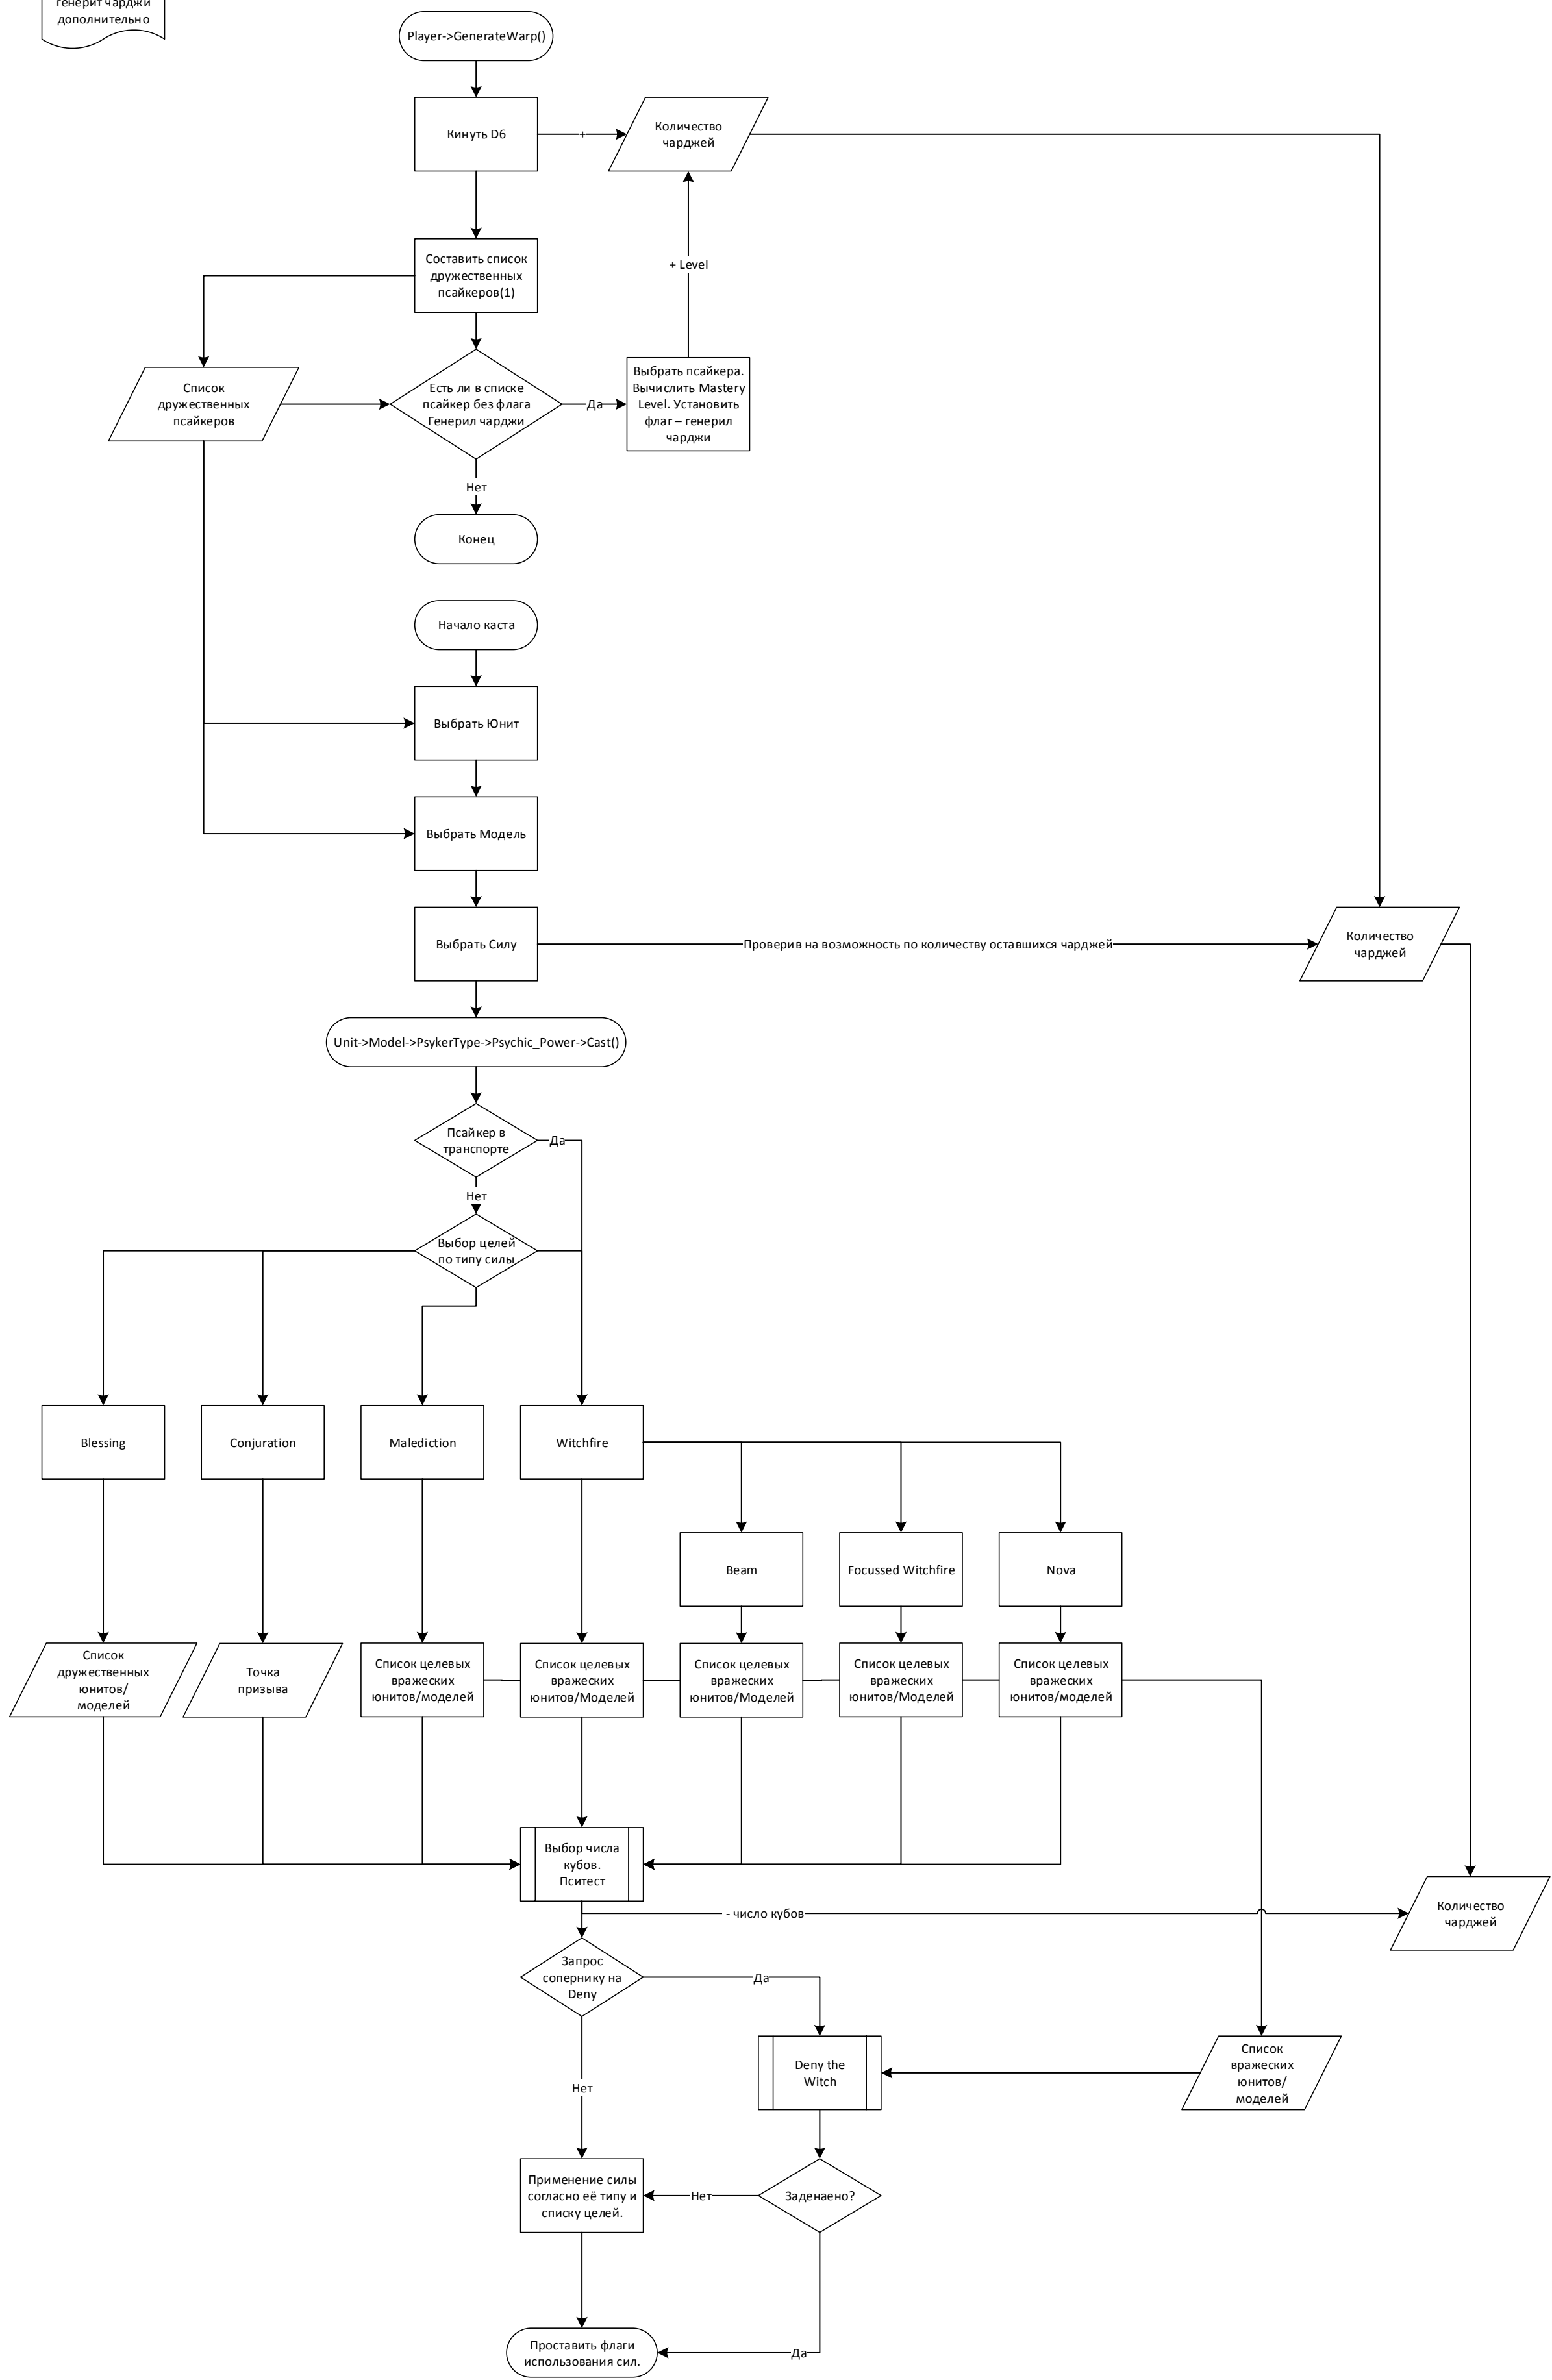 генерит чарджи
дополнительно
Player->GenerateWarp()
Кинуть D6
+
Количество
чарджей
Составить список
дружественных
псайкеров(1)
+ Level
Список
дружественных
псайкеров
Есть ли в списке
псайкер без флага
Генерил чарджи
Да
Выбрать псайкера.
Вычислить Mastery
Level. Установить
флаг – генерил
чарджи
Нет
Конец
Начало каста
Выбрать Юнит
Выбрать Модель
Выбрать Силу
Проверив на возможность по количеству оставшихся чарджей
Количество
чарджей
Unit->Model->PsykerType->Psychic_Power->Cast()
Псайкер в
транспорте
Да
Нет
Выбор целей
по типу силы
Blessing
Conjuration
Malediction
Witchfire
Beam
Focussed Witchfire
Nova
Список
дружественных
юнитов/
моделей
Точка
призыва
Список целевых
вражеских
юнитов/моделей
Список целевых
вражеских
юнитов/Моделей
Список целевых
вражеских
юнитов/Моделей
Список целевых
вражеских
юнитов/Моделей
Список целевых
вражеских
юнитов/моделей
Выбор числа
кубов.
Пситест
- число кубов
Количество
чарджей
Запрос
сопернику на
Deny
Да
Deny the
Witch
Список
вражеских
юнитов/
моделей
Нет
Применение силы
согласно её типу и
списку целей.
Нет
Заденаено?
Проставить флаги
использования сил.
Да